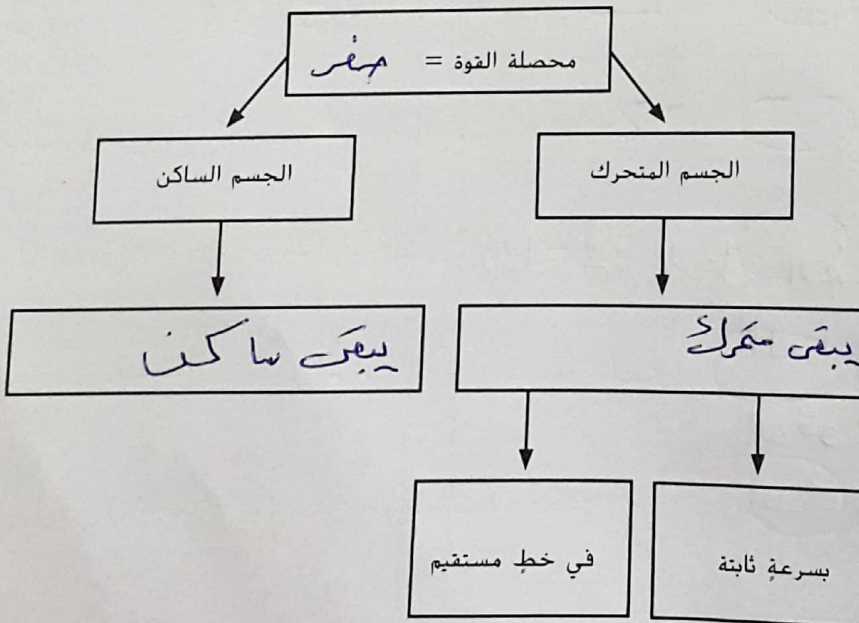 محصلة القوة = صفر
الجسم المتحرك
الجسم الساكن
يبقى متحرك
يبقى ساكن
بسرعةٍ ثابتة
في خطٍ مستقيم